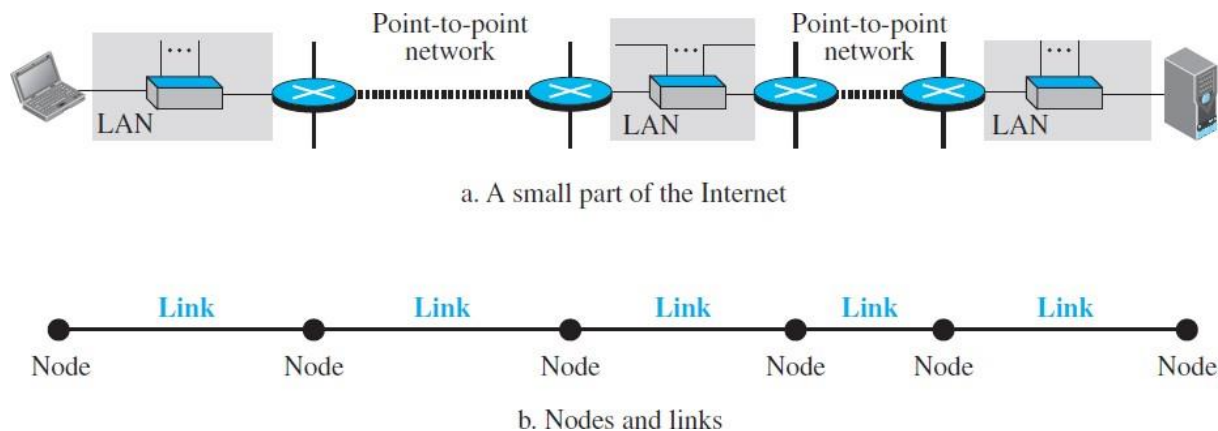 Point-to-point
network
Point-to-point
network
...
...
...
LAN
LAN
LAN
a. A small part of the Internet
Link
Link
Link
Link
Link
Node
Node
Node
Node
Node
Node
b. Nodes and links